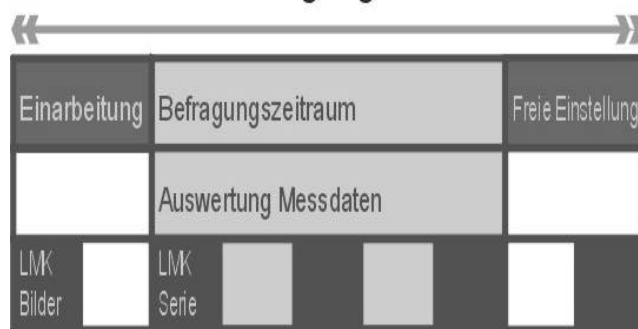 Einarbeitung Befragungszeitraum Freie Einstellung
Auswertung Messdaten
LMK LMK
Bilder Serie